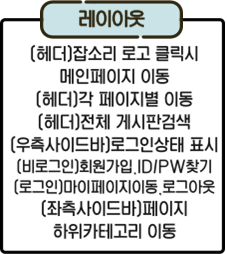 레이아웃
(헤더)잡소리 로고 클릭시
메인페이지 이동
(헤더)각 페이지별 이동
(헤더)전체 게시판검색
(우측사이드바)로그인상태 표시
(비로그인)회원가입,ID/PW찾기
(로그인)마이페이지이동,로그아웃
(좌측사이드바)페이지
하위카테고리 이동